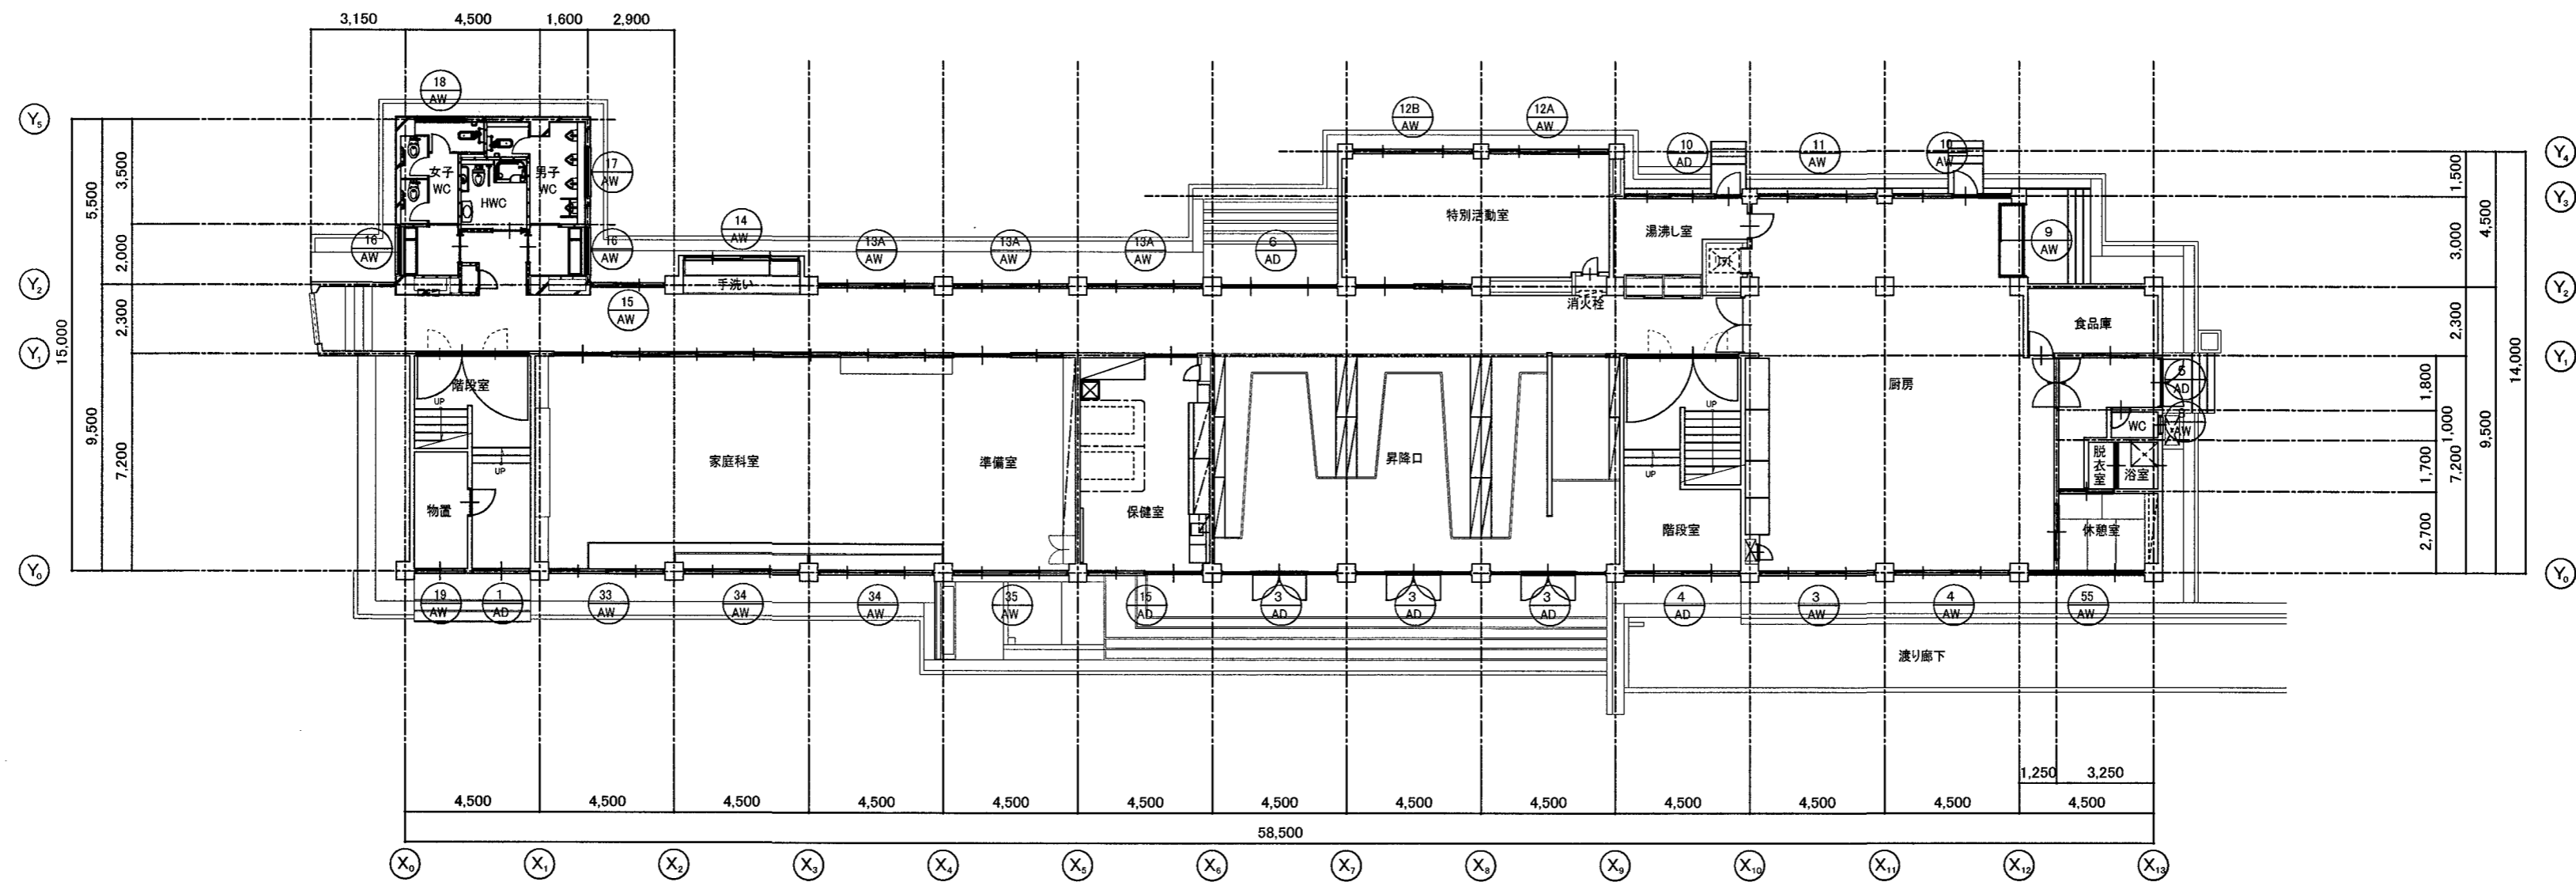 3,150 4,500 1,600 2,900
18 AW
12B AW
12A AW
Y₅
Y₄
3,500
5,500
2,000
2,300
15,000
9,500
7,200
17 AW
女子 WC
男子 WC
HWC
10 AD
11 AW
10 AW
1,500
Y₃
4,500
3,000
特別活動室
湯沸し室
リフト
16 AW
16 AW
14 AW
13A AW
13A AW
13A AW
6 AD
9 AW
Y₂
Y₂
手洗い
15 AW
消火栓
食品庫
2,300
14,000
Y₁
Y₁
階段室
UP
UP
厨房
5 AD
1,800
1,000
9,500
WC
AW
家庭科室
準備室
昇降口
UP
UP
脱衣室
浴室
1,700
7,200
物置
保健室
階段室
休憩室
2,700
Y₀
Y₀
19 AW
1 AD
33 AW
34 AW
34 AW
35 AW
15 AD
3 AD
3 AD
3 AD
4 AD
3 AW
4 AW
55 AW
渡り廊下
1,250 3,250
4,500 4,500 4,500 4,500 4,500 4,500 4,500 4,500 4,500 4,500 4,500 4,500 4,500
58,500
X₀ X₁ X₂ X₃ X₄ X₅ X₆ X₇ X₈ X₉ X₁₀ X₁₁ X₁₂ X₁₃